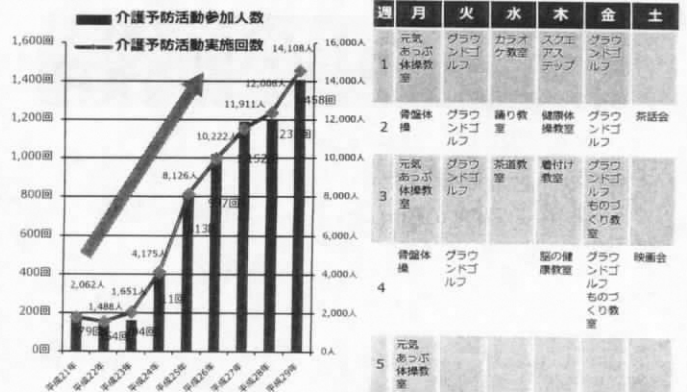 介護予防活動参加人数
介護予防活動実施回数
1,600回
1,400回
1,200回
1,000回
800回
600回
400回
200回
0回
16,000人
14,000人
12,000人
10,000人
8,000人
6,000人
4,000人
2,000人
0人
2,062人
1,488人
1,651人
4,175人
8,126人
10,222人
11,911人
14,108人
平成21年
平成22年
平成23年
平成24年
平成25年
平成26年
平成27年
平成28年
平成29年
週 月 火 水 木 金 土
1
元気
あっぷ
体操教
室
グラウ
ンドゴ
ルフ
カラオ
ケ教室
スクエ
アス
テップ
グラウ
ンドゴ
ルフ
2
骨盤体
操
グラウ
ンドゴ
ルフ
踊り教
室
健康体
操教室
グラウ
ンドゴ
ルフ
茶話会
3
元気
あっぷ
体操教
室
グラウ
ンドゴ
ルフ
茶道教
室
着付け
教室
グラウ
ンドゴ
ルフ
ものづ
くり教
室
4
骨盤体
操
グラウ
ンドゴ
ルフ
脳の健
康教室
グラウ
ンドゴ
ルフ
ものづ
くり教
室
映画会
5
元気
あっぷ
体操教
室